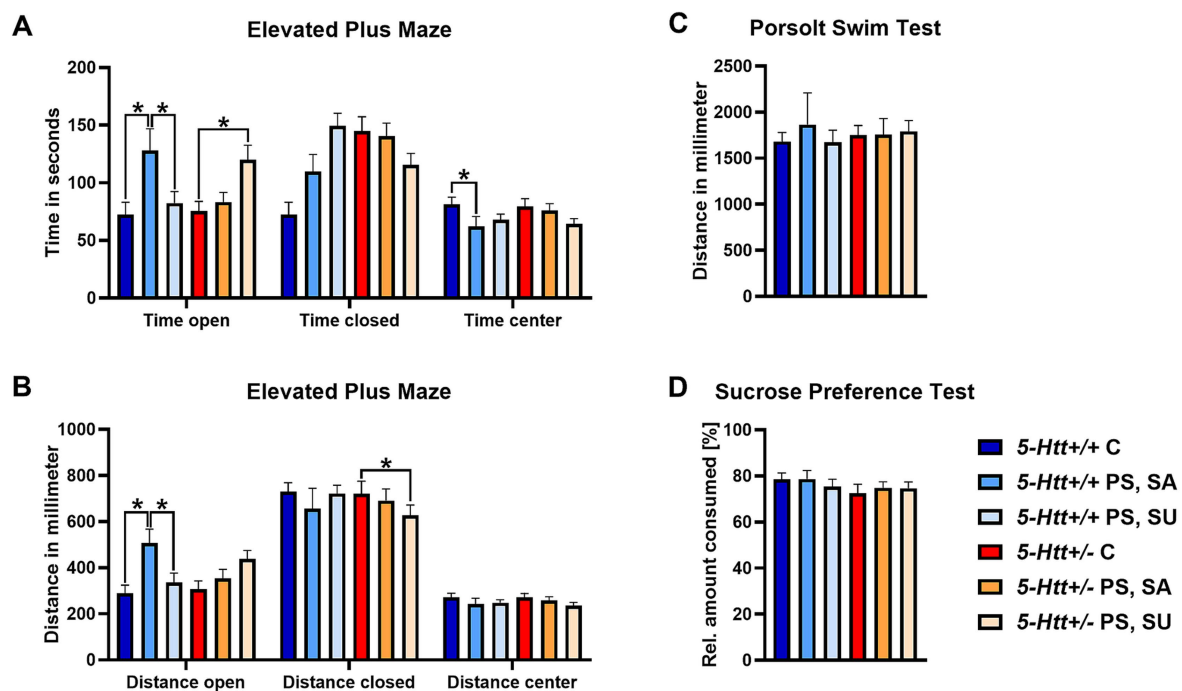 A
Elevated Plus Maze
Time in seconds
200
150
100
50
0
* *
*
*
Time open
Time closed
Time center
B
Elevated Plus Maze
Distance in millimeter
1000
800
600
400
200
0
* *
*
Distance open
Distance closed
Distance center
C
Porsolt Swim Test
Distance in millimeter
2500
2000
1500
1000
500
0
D
Sucrose Preference Test
Rel. amount consumed [%]
100
80
60
40
20
0
5-Htt+/+ C
5-Htt+/+ PS, SA
5-Htt+/+ PS, SU
5-Htt+/- C
5-Htt+/- PS, SA
5-Htt+/- PS, SU